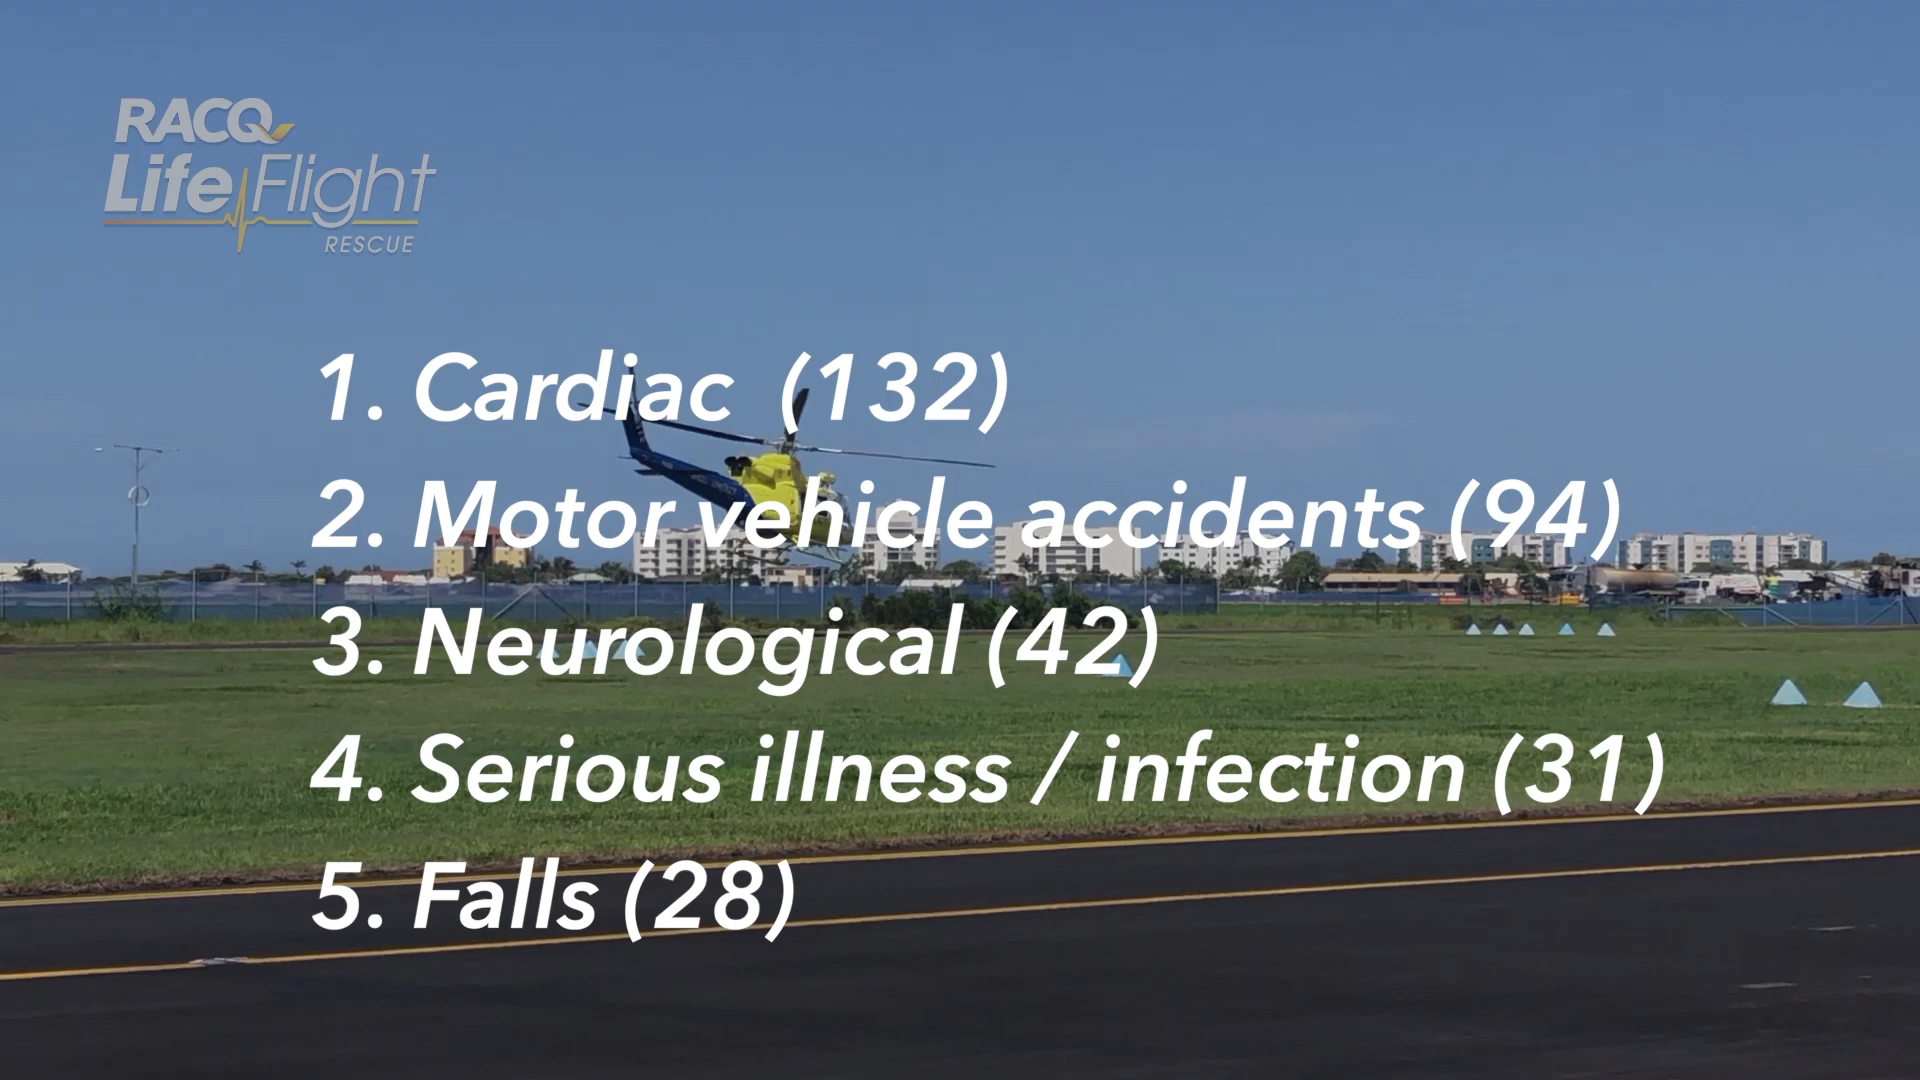 RACQ
LifeFlight
RESCUE
1. Cardiac (132)
2. Motor vehicle accidents (94)
3. Neurological (42)
4. Serious illness / infection (31)
5. Falls (28)